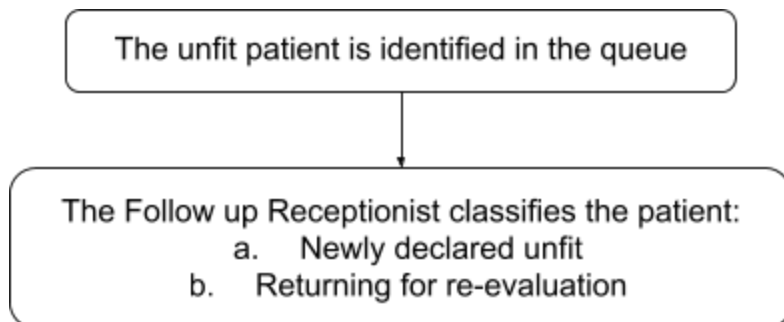 The unfit patient is identified in the queue
The Follow up Receptionist classifies the patient:
a. Newly declared unfit
b. Returning for re-evaluation